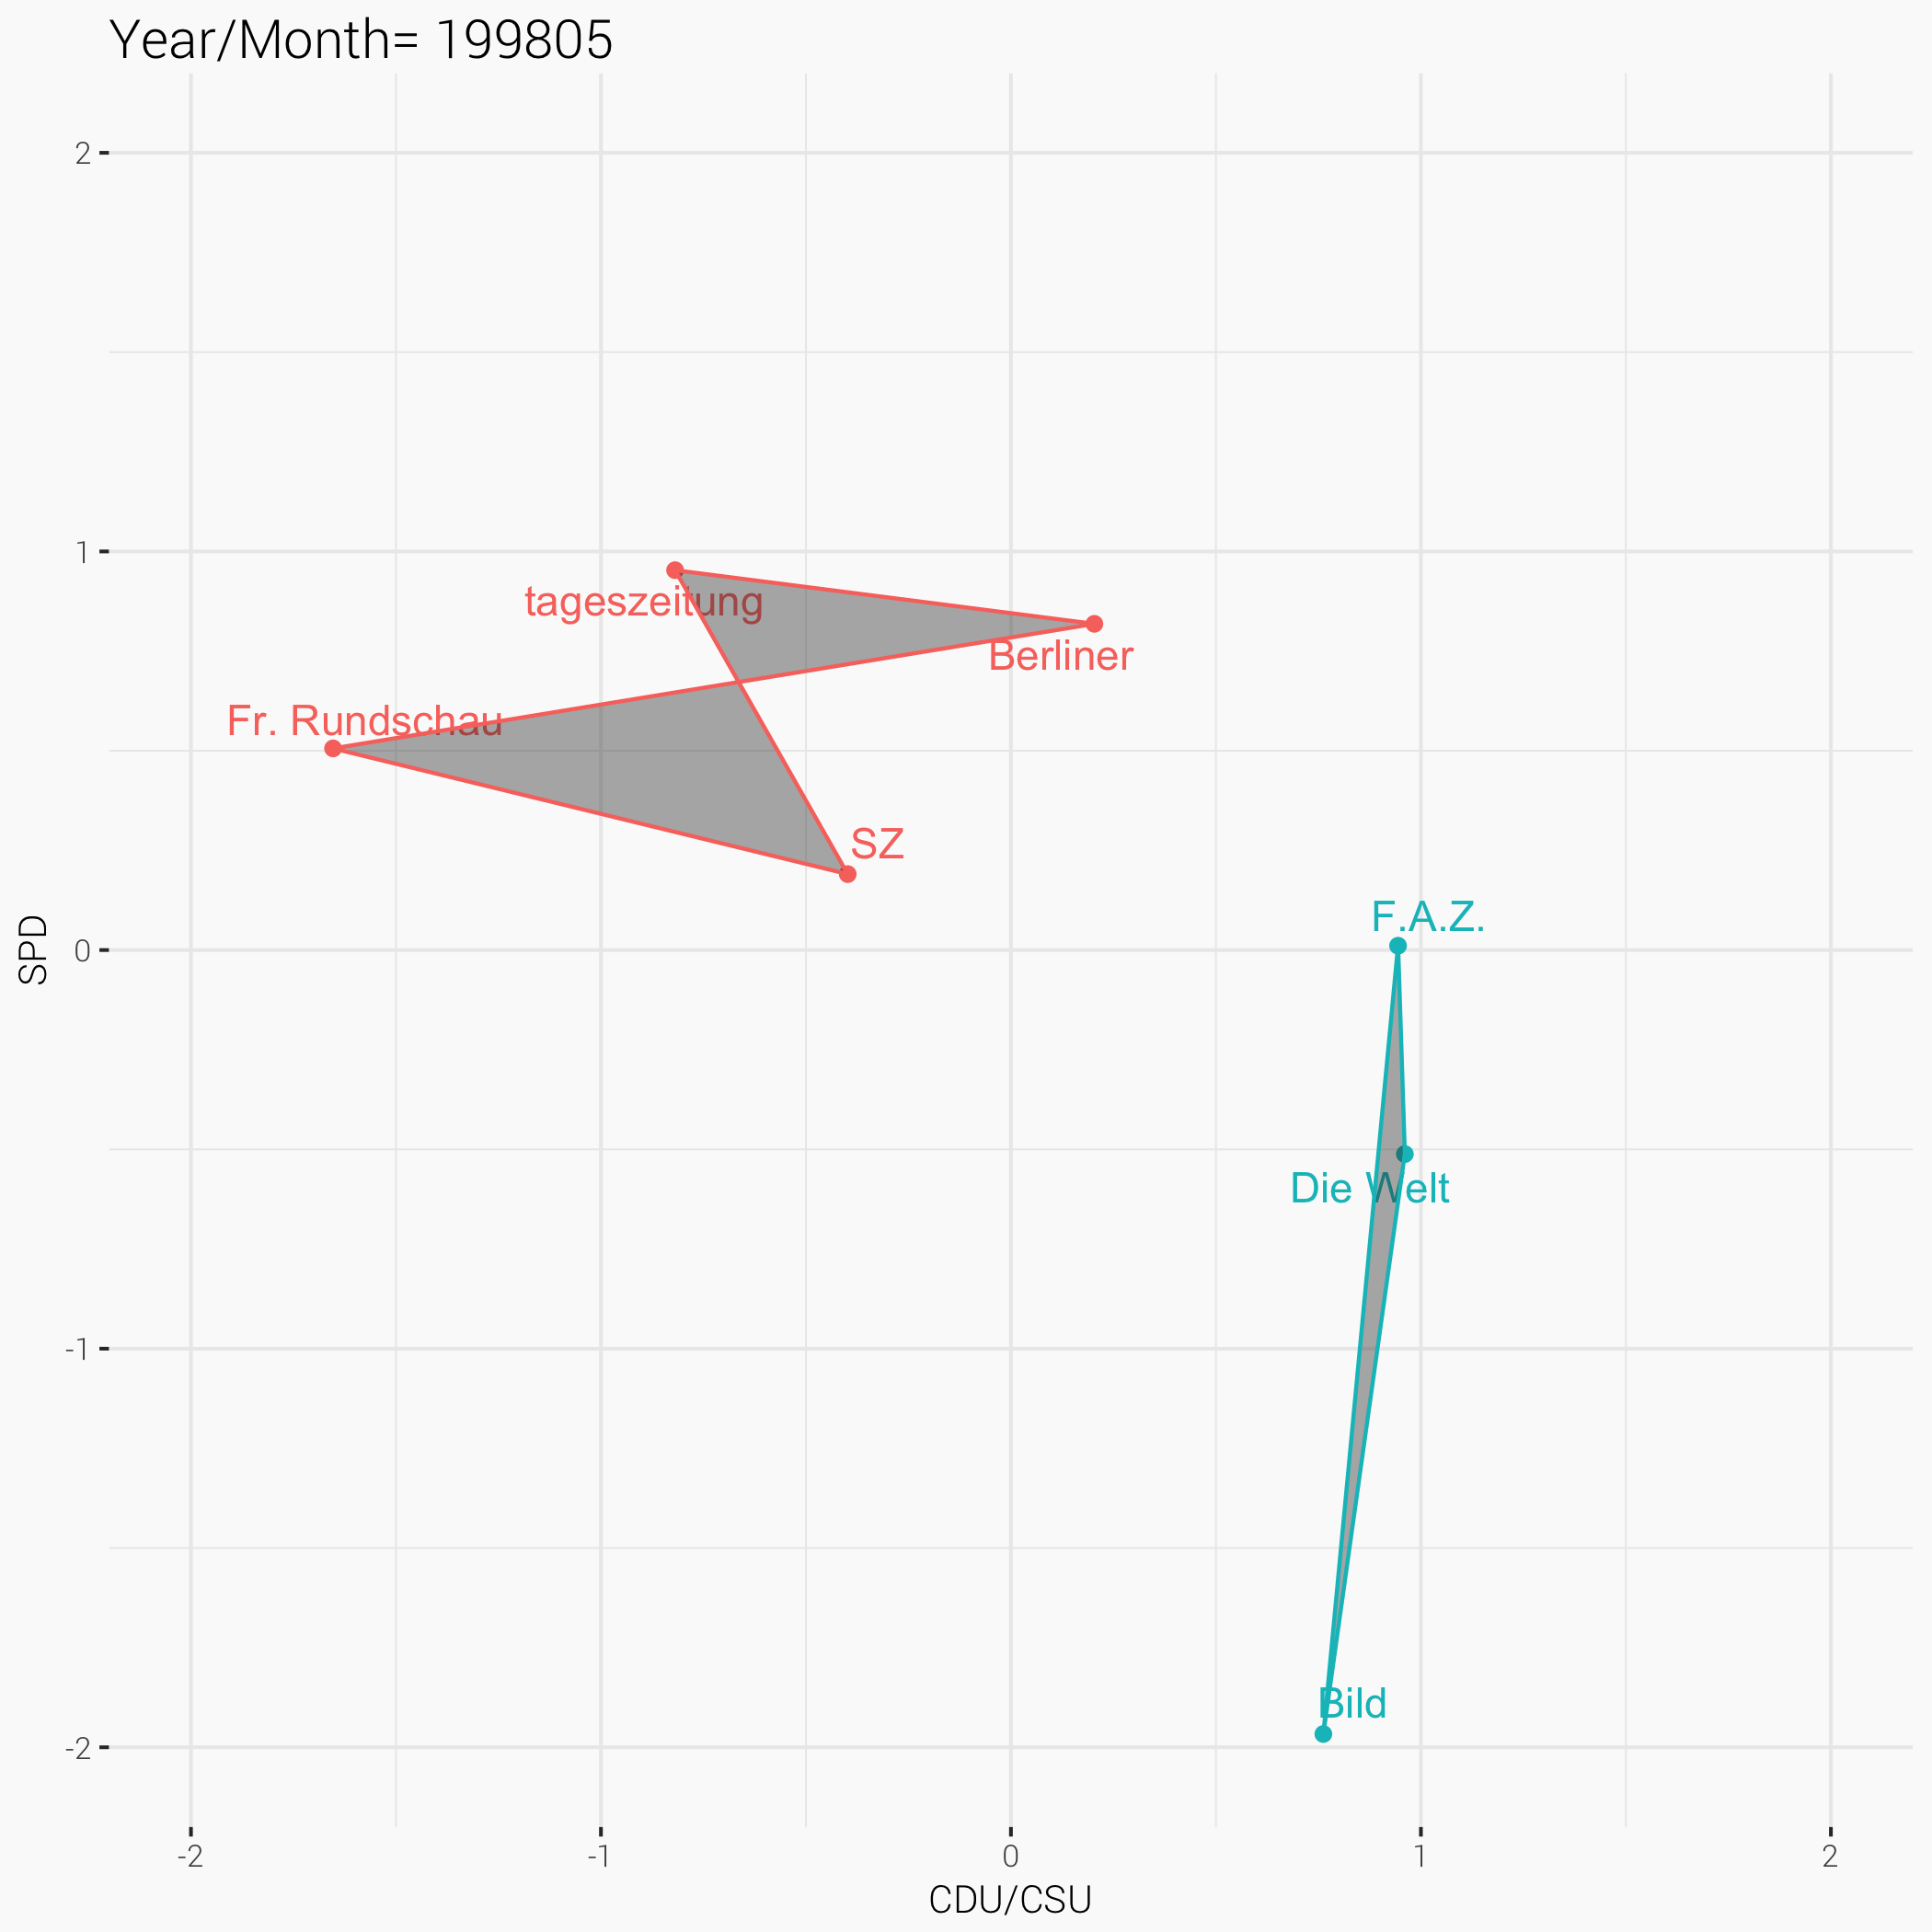 Year/Month= 199805
2
1
tageszeitung
Berliner
Fr. Rundschau
SZ
F.A.Z.
SPD
0
Die Welt
-1
Bild
-2
-2
-1
0
1
2
CDU/CSU